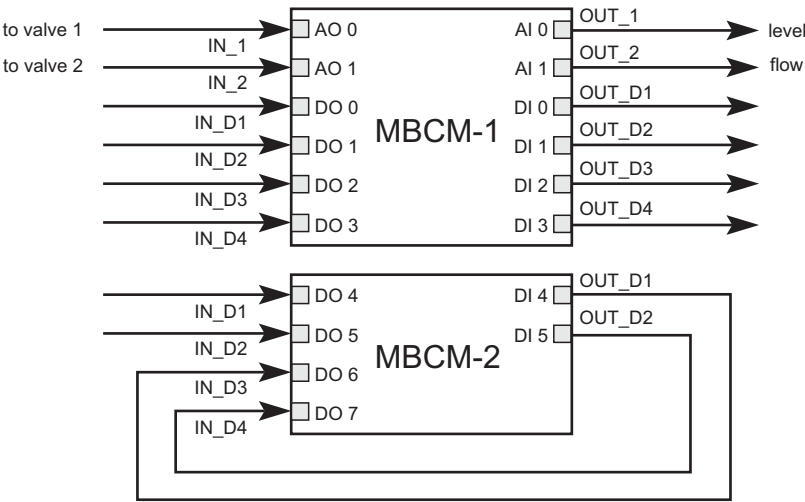 to valve 1
IN_1
AO 0
AI 0
OUT_1
level
to valve 2
IN_2
AO 1
AI 1
OUT_2
flow
IN_D1
DO 0
DI 0
OUT_D1
MBCM-1
IN_D2
DO 1
DI 1
OUT_D2
IN_D3
DO 2
DI 2
OUT_D3
IN_D4
DO 3
DI 3
OUT_D4
IN_D1
DO 4
DI 4
OUT_D1
IN_D2
DO 5
DI 5
OUT_D2
MBCM-2
IN_D3
DO 6
IN_D4
DO 7